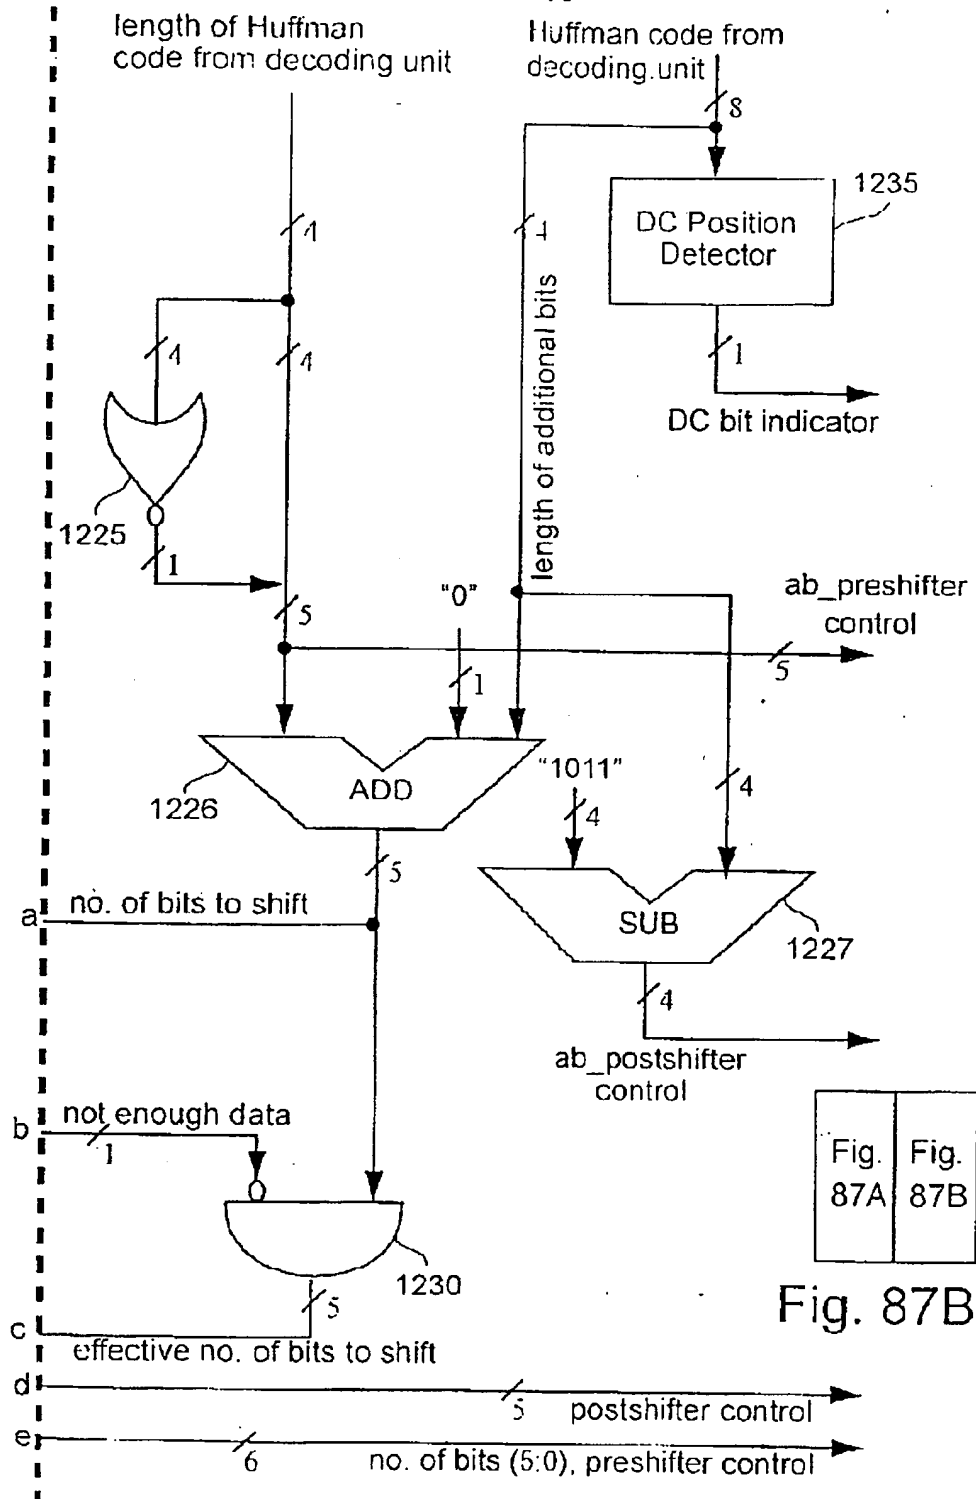 length of Huffman
code from decoding unit
Huffman code from
decoding unit
8
1235
DC Position
Detector
4
4
4
4
1
DC bit indicator
length of additional bits
1225
1
5
"0"
1
ab_preshifter
control
5
ADD
1226
"1011"
4
4
5
SUB
1227
a
no. of bits to shift
4
ab_postshifter
control
b
not enough data
1
Fig.
87A
Fig.
87B
1230
5
Fig. 87B
c
effective no. of bits to shift
d
5
postshifter control
e
6
no. of bits (5:0), preshifter control